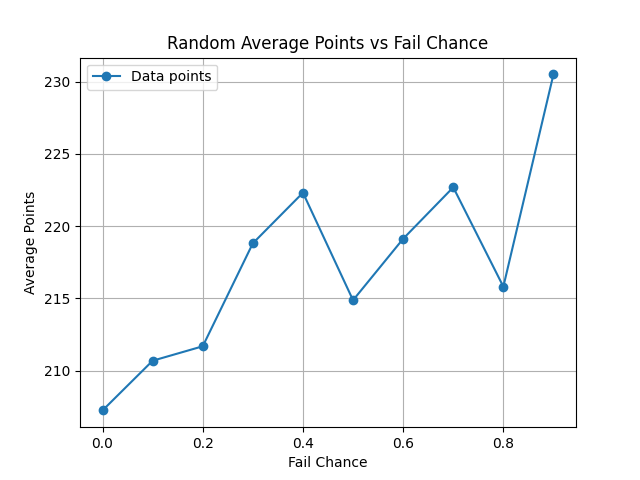 Random Average Points vs Fail Chance
Data points
230
225
220
215
210
Average Points
0.0 0.2 0.4 0.6 0.8
Fail Chance